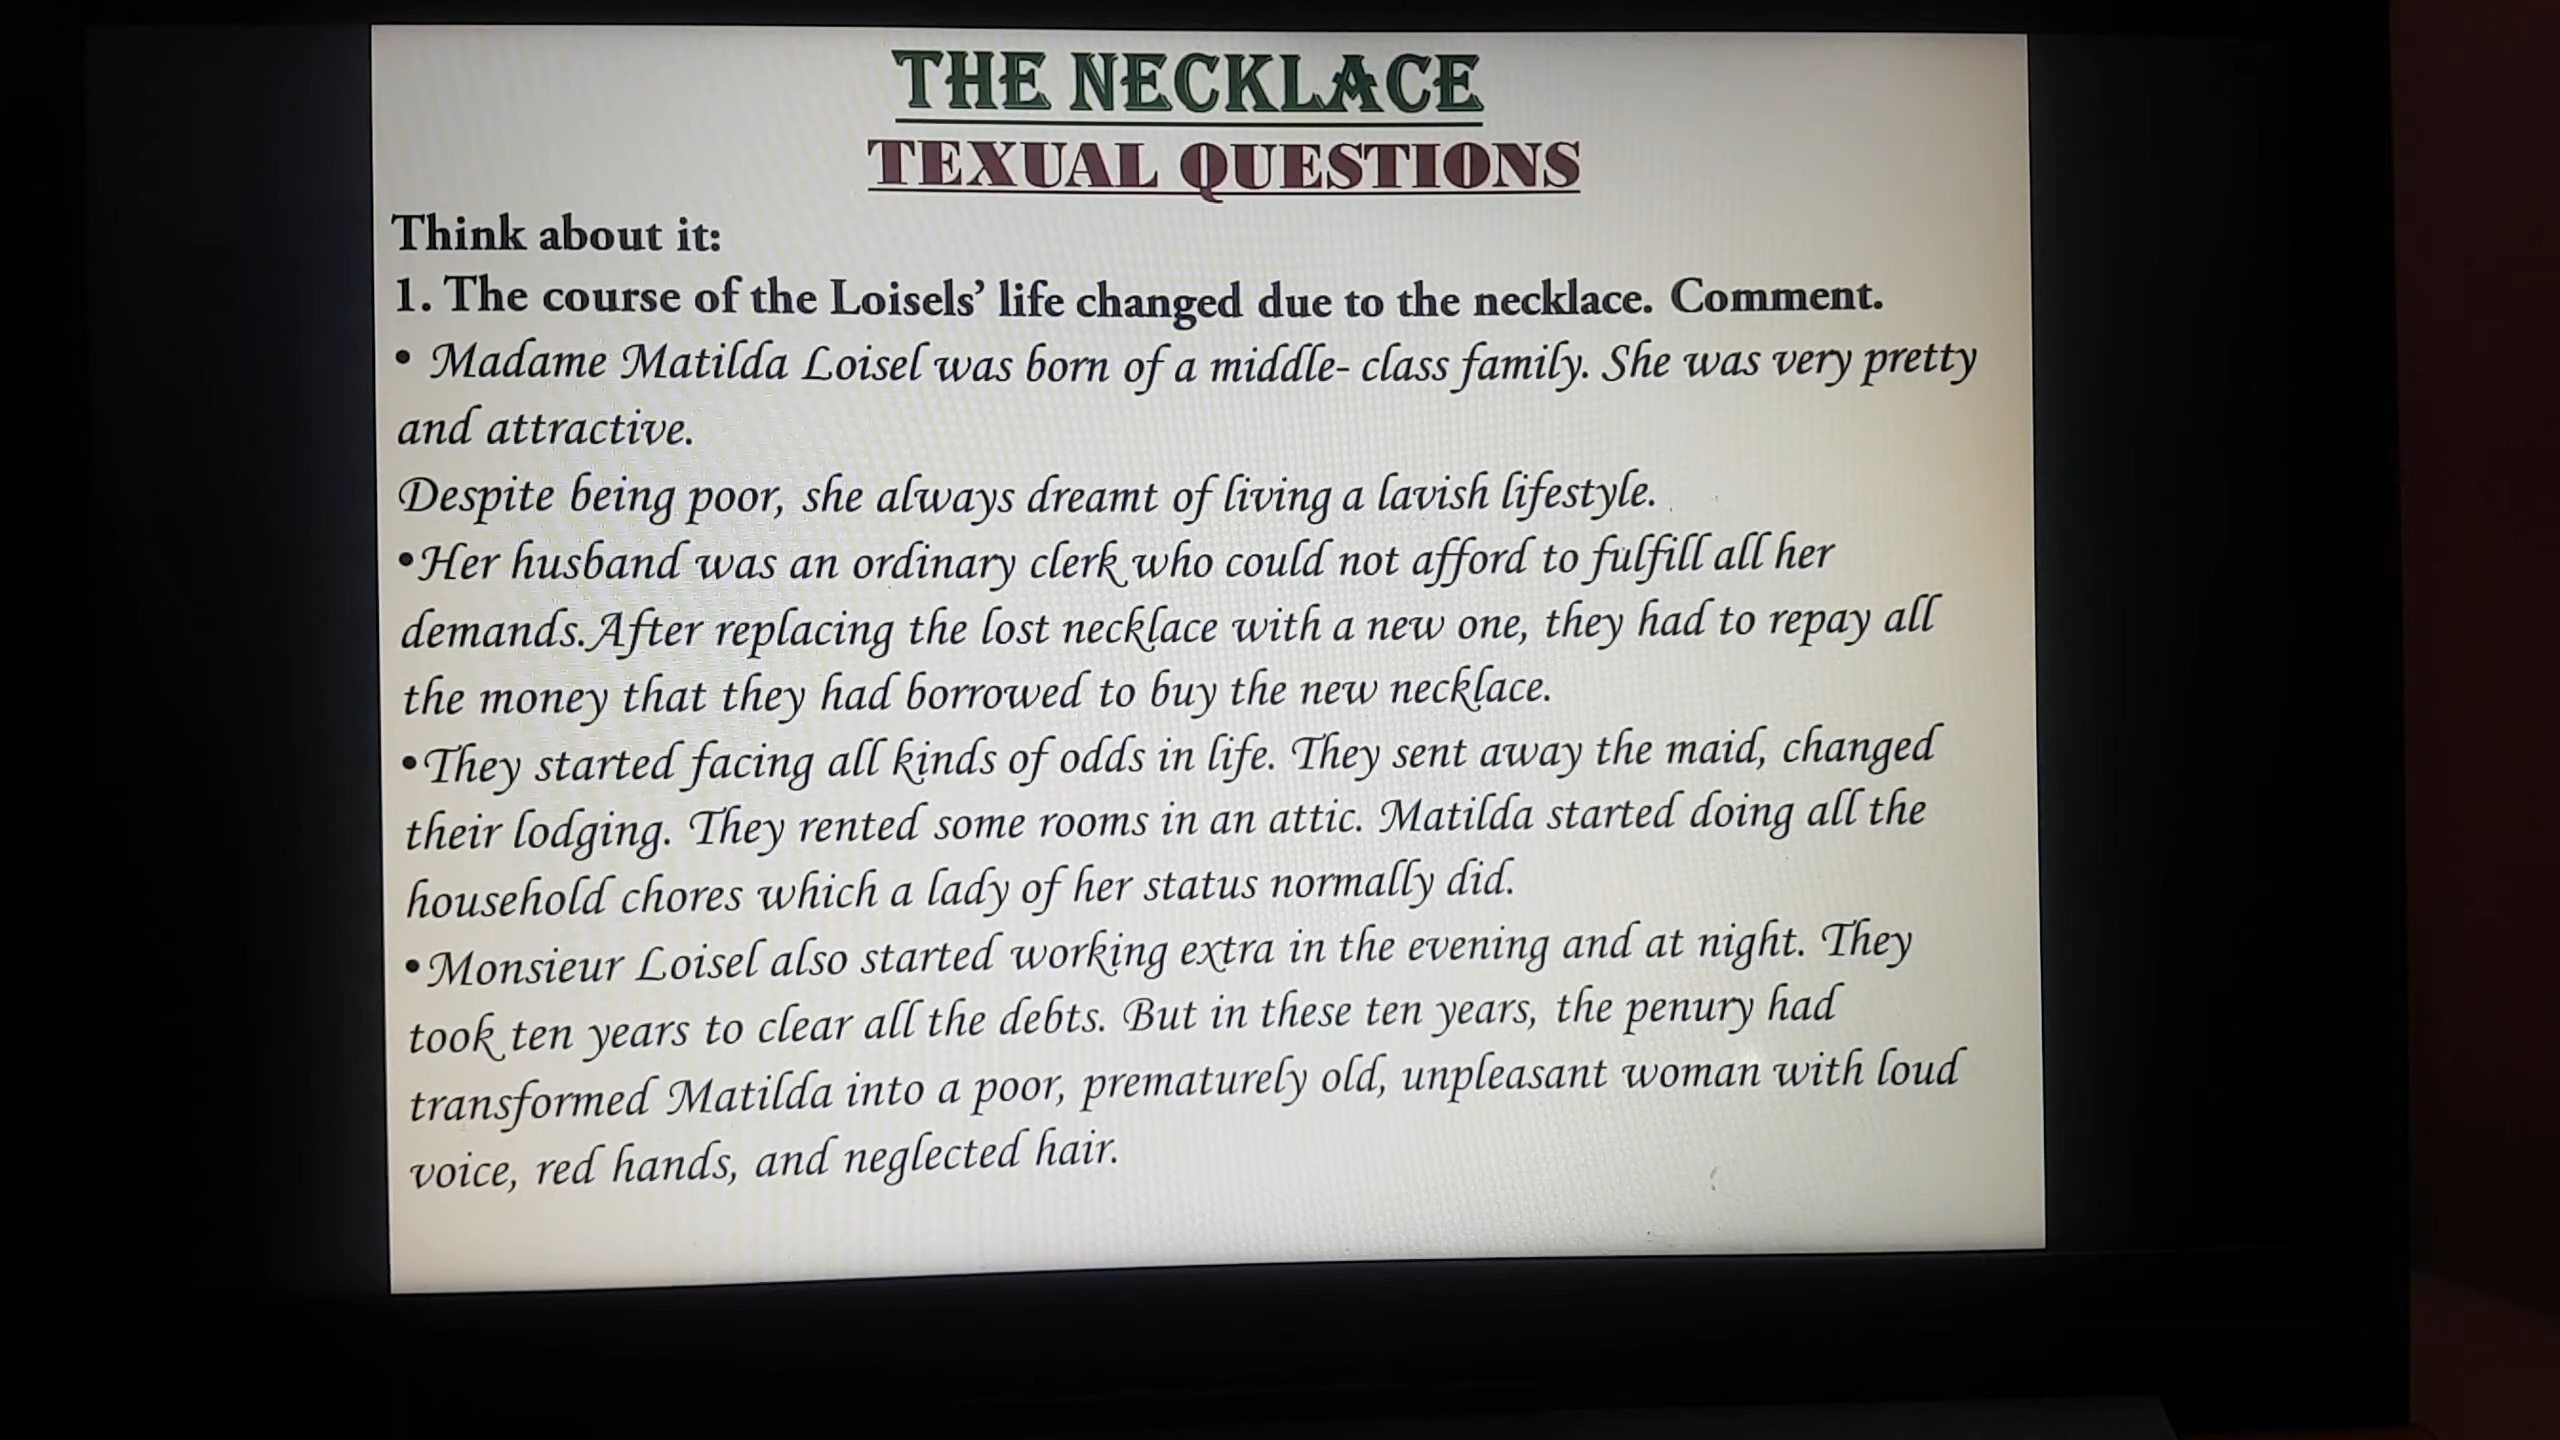 THE NECKLACE
TEXUAL QUESTIONS
Think about it:
1. The course of the Loisels’ life changed due to the necklace. Comment.
• Madame Matilda Loisel was born of a middle- class family. She was very pretty
and attractive.
Despite being poor, she always dreamt of living a lavish lifestyle.
•Her husband was an ordinary clerk who could not afford to fulfill all her
demands.After replacing the lost necklace with a new one, they had to repay all
the money that they had borrowed to buy the new necklace.
•They started facing all kinds of odds in life. They sent away the maid, changed
their lodging. They rented some rooms in an attic. Matilda started doing all the
household chores which a lady of her status normally did.
•Monsieur Loisel also started working extra in the evening and at night. They
took ten years to clear all the debts. But in these ten years, the penury had
transformed Matilda into a poor, prematurely old, unpleasant woman with loud
voice, red hands, and neglected hair.